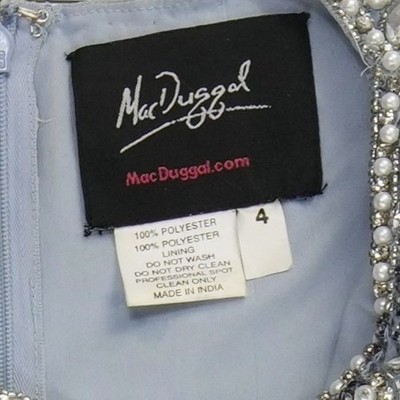 MacDuggal
MacDuggal.com
4
100% POLYESTER
100% POLYESTER
LINING
DO NOT WASH
DO NOT DRY CLEAN
PROFESSIONAL SPOT
CLEAN ONLY
MADE IN INDIA